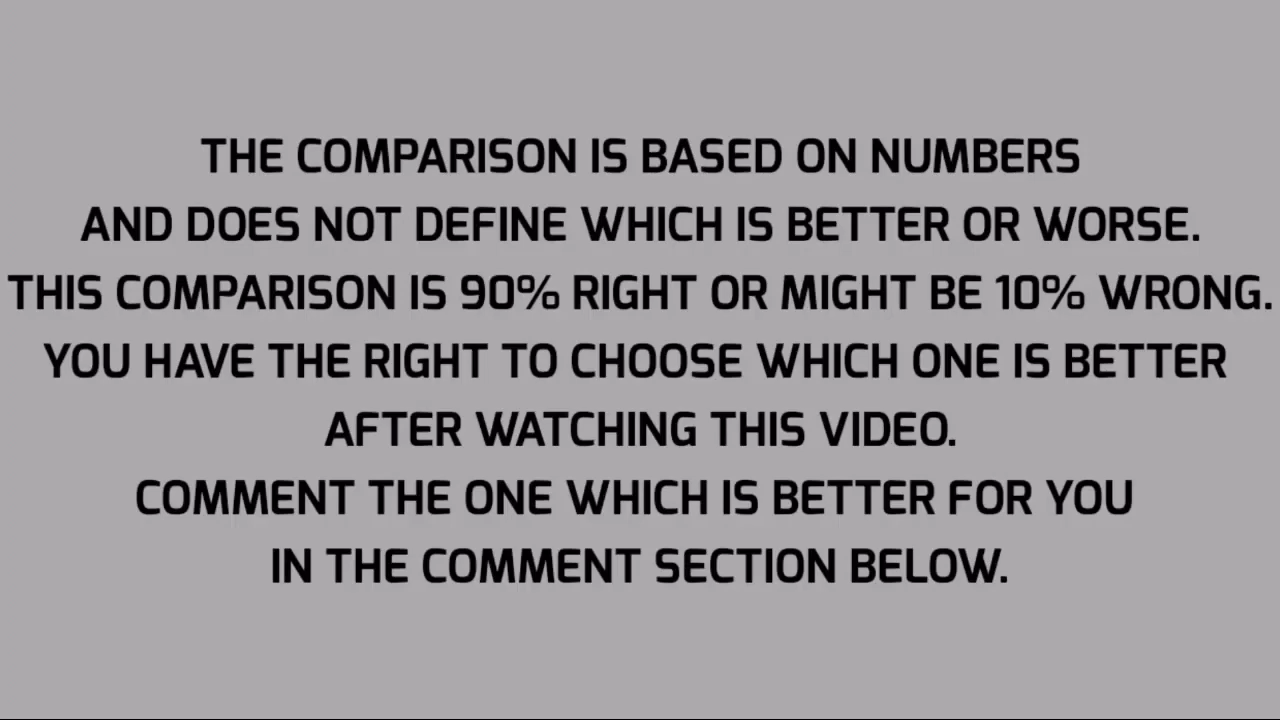 THE COMPARISON IS BASED ON NUMBERS
AND DOES NOT DEFINE WHICH IS BETTER OR WORSE.
THIS COMPARISON IS 90% RIGHT OR MIGHT BE 10% WRONG.
YOU HAVE THE RIGHT TO CHOOSE WHICH ONE IS BETTER
AFTER WATCHING THIS VIDEO.
COMMENT THE ONE WHICH IS BETTER FOR YOU
IN THE COMMENT SECTION BELOW.